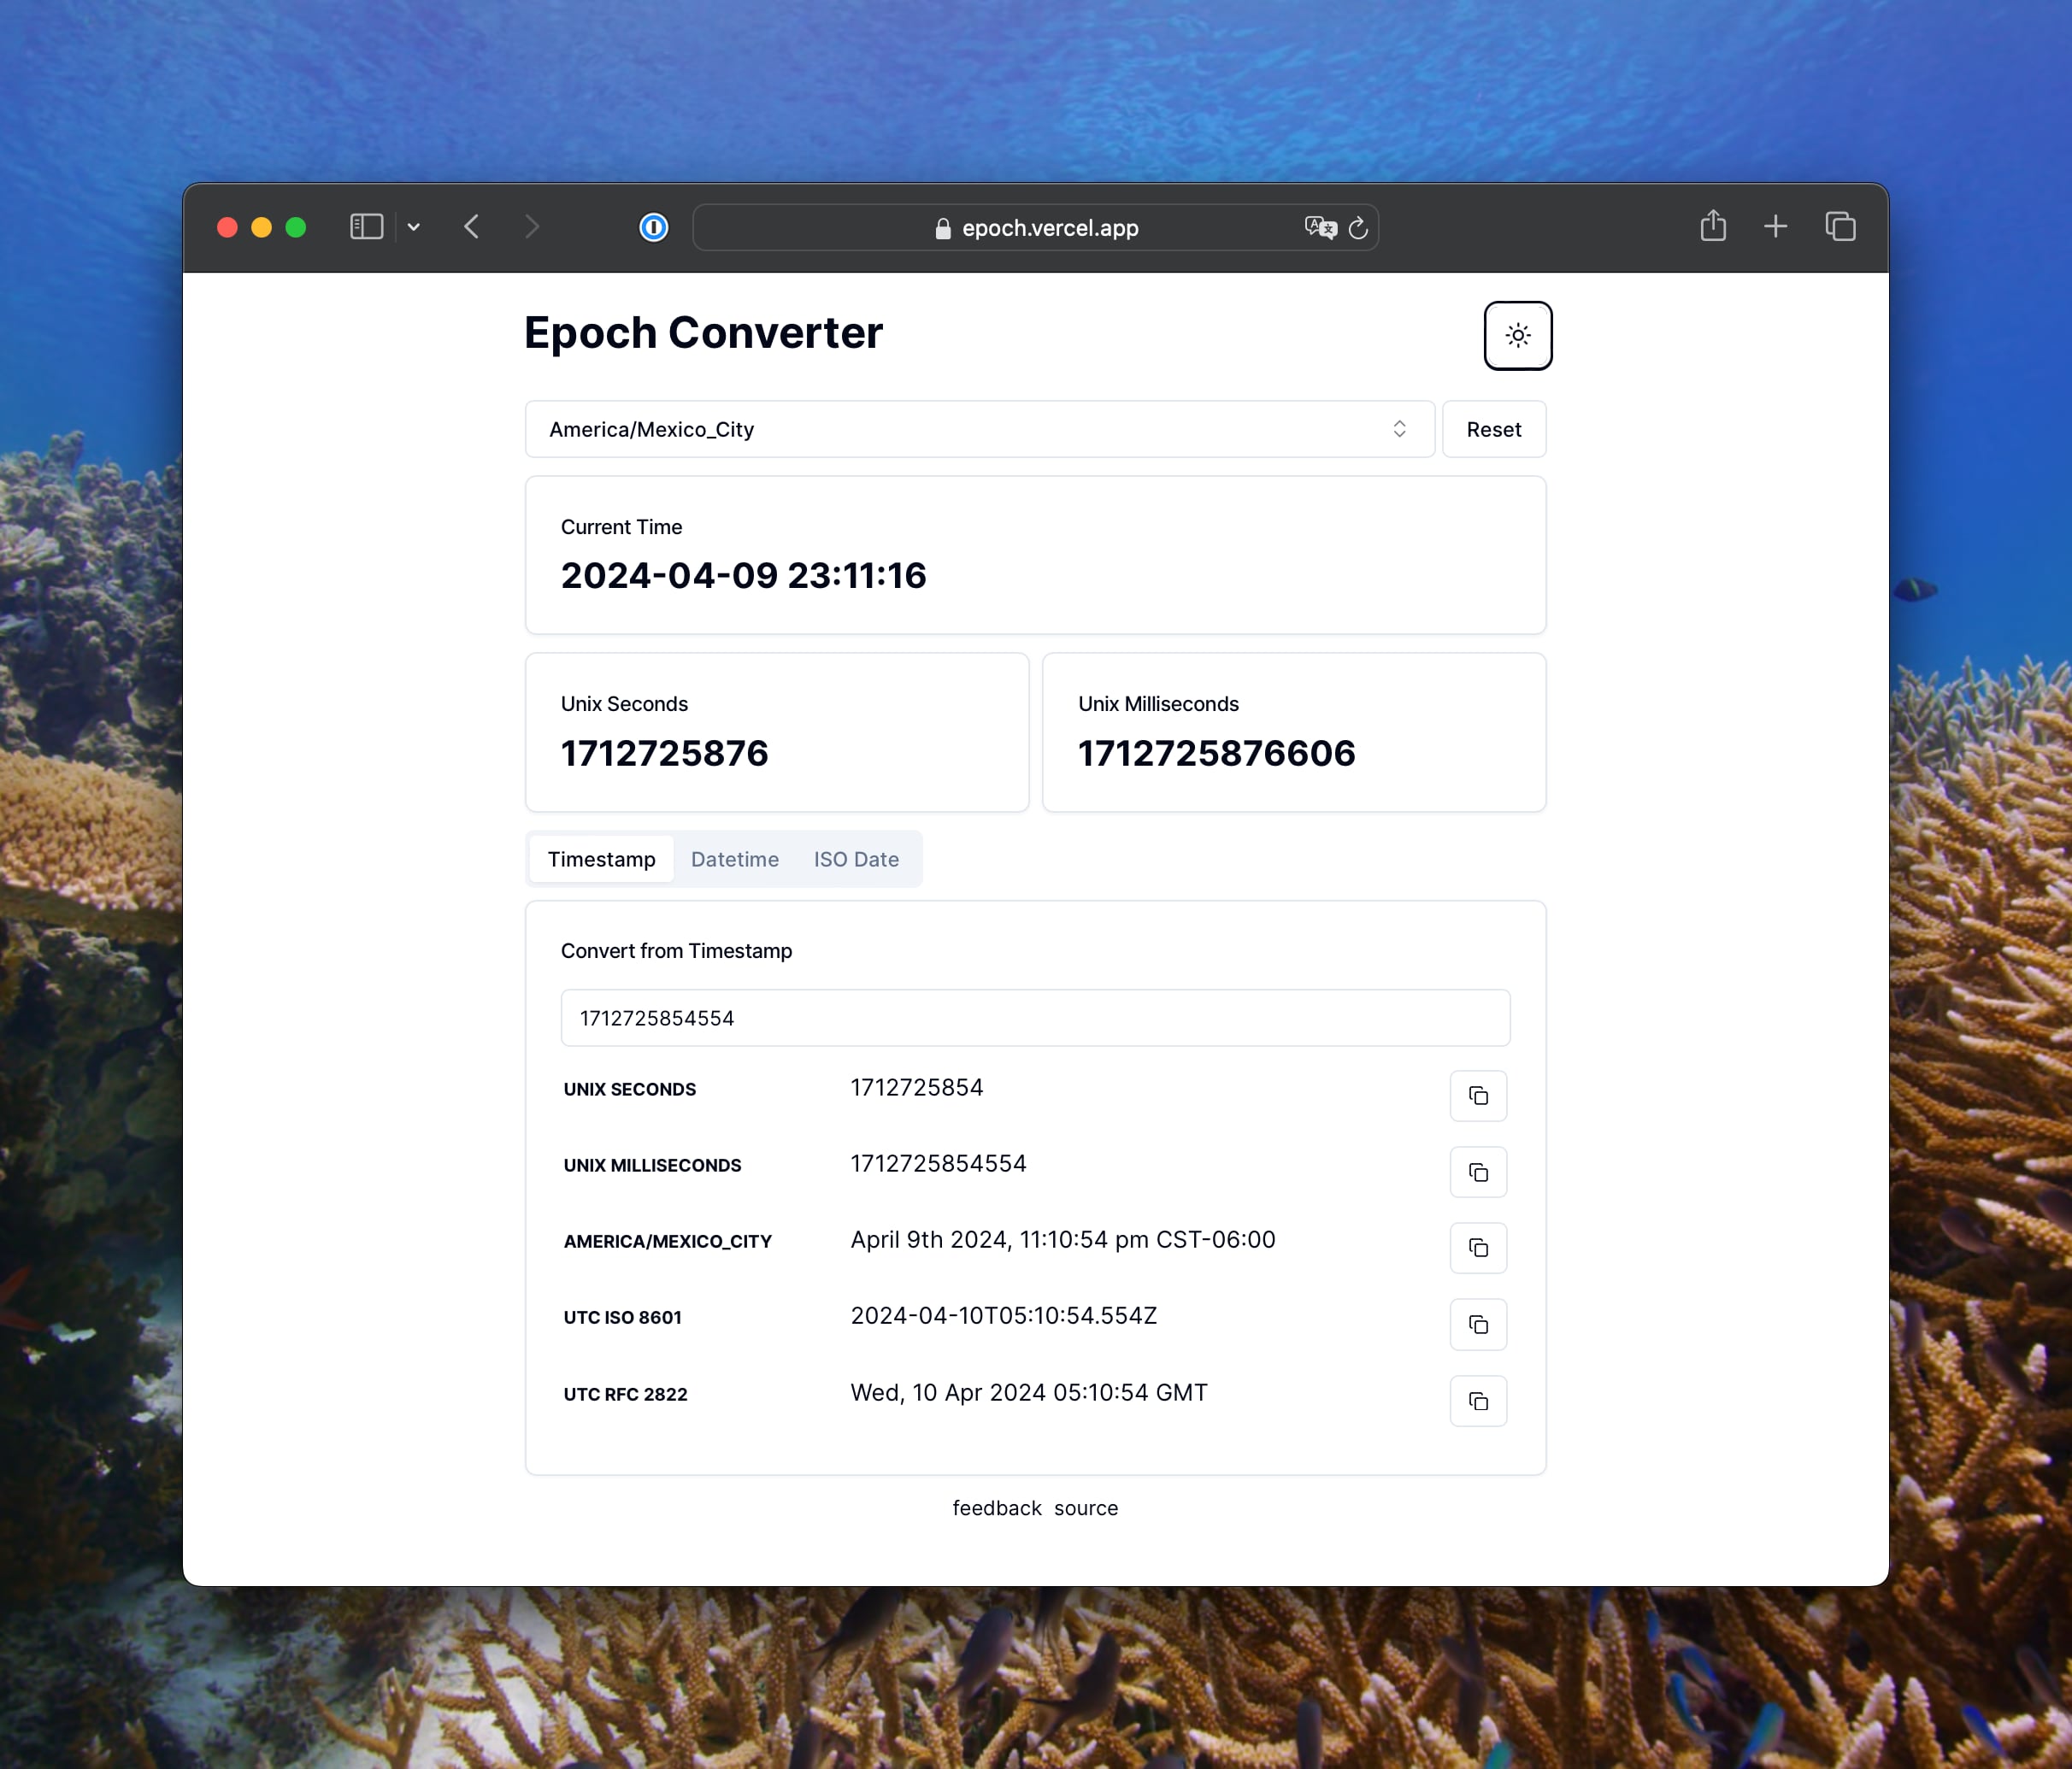 epoch.vercel.app
Epoch Converter
America/Mexico_City
Reset
Current Time
2024-04-09 23:11:16
Unix Seconds
1712725876
Unix Milliseconds
1712725876606
Timestamp Datetime ISO Date
Convert from Timestamp
1712725854554
UNIX SECONDS 1712725854
UNIX MILLISECONDS 1712725854554
AMERICA/MEXICO_CITY April 9th 2024, 11:10:54 pm CST-06:00
UTC ISO 8601 2024-04-10T05:10:54.554Z
UTC RFC 2822 Wed, 10 Apr 2024 05:10:54 GMT
feedback source